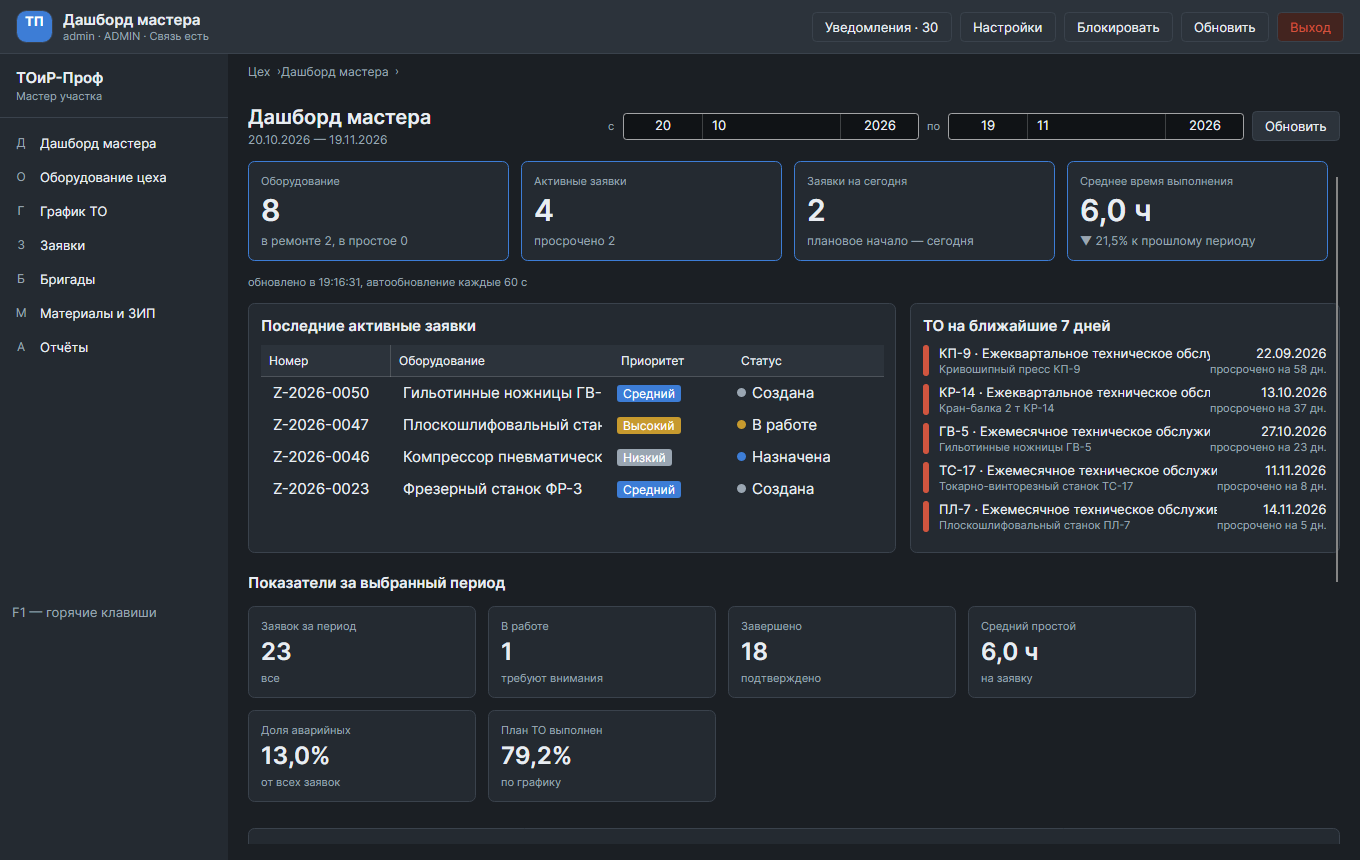 ТП
Дашборд мастера
admin · ADMIN · Связь есть
Уведомления · 30
Настройки
Блокировать
Обновить
Выход
ТОиР-Проф
Мастер участка
Д Дашборд мастера
О Оборудование цеха
Г График ТО
З Заявки
Б Бригады
М Материалы и ЗИП
А Отчёты
F1 — горячие клавиши
Цех ›Дашборд мастера ›
Дашборд мастера
20.10.2026 — 19.11.2026
с 20 10 2026 по 19 11 2026 Обновить
Оборудование
8
в ремонте 2, в простое 0
Активные заявки
4
просрочено 2
Заявки на сегодня
2
плановое начало — сегодня
Среднее время выполнения
6,0 ч
▼ 21,5% к прошлому периоду
обновлено в 19:16:31, автообновление каждые 60 с
Последние активные заявки
Номер Оборудование Приоритет Статус
Z-2026-0050 Гильотинные ножницы ГВ- Средний Создана
Z-2026-0047 Плоскошлифовальный стан Высокий В работе
Z-2026-0046 Компрессор пневматическ Низкий Назначена
Z-2026-0023 Фрезерный станок ФР-3 Средний Создана
ТО на ближайшие 7 дней
КП-9 · Ежеквартальное техническое обслу 22.09.2026
Кривошипный пресс КП-9 просрочено на 58 дн.
КР-14 · Ежеквартальное техническое обсл 13.10.2026
Кран-балка 2 т КР-14 просрочено на 37 дн.
ГВ-5 · Ежемесячное техническое обслужи 27.10.2026
Гильотинные ножницы ГВ-5 просрочено на 23 дн.
ТС-17 · Ежемесячное техническое обслужи 11.11.2026
Токарно-винторезный станок ТС-17 просрочено на 8 дн.
ПЛ-7 · Ежемесячное техническое обслужив 14.11.2026
Плоскошлифовальный станок ПЛ-7 просрочено на 5 дн.
Показатели за выбранный период
Заявок за период
23
все
В работе
1
требуют внимания
Завершено
18
подтверждено
Средний простой
6,0 ч
на заявку
Доля аварийных
13,0%
от всех заявок
План ТО выполнен
79,2%
по графику